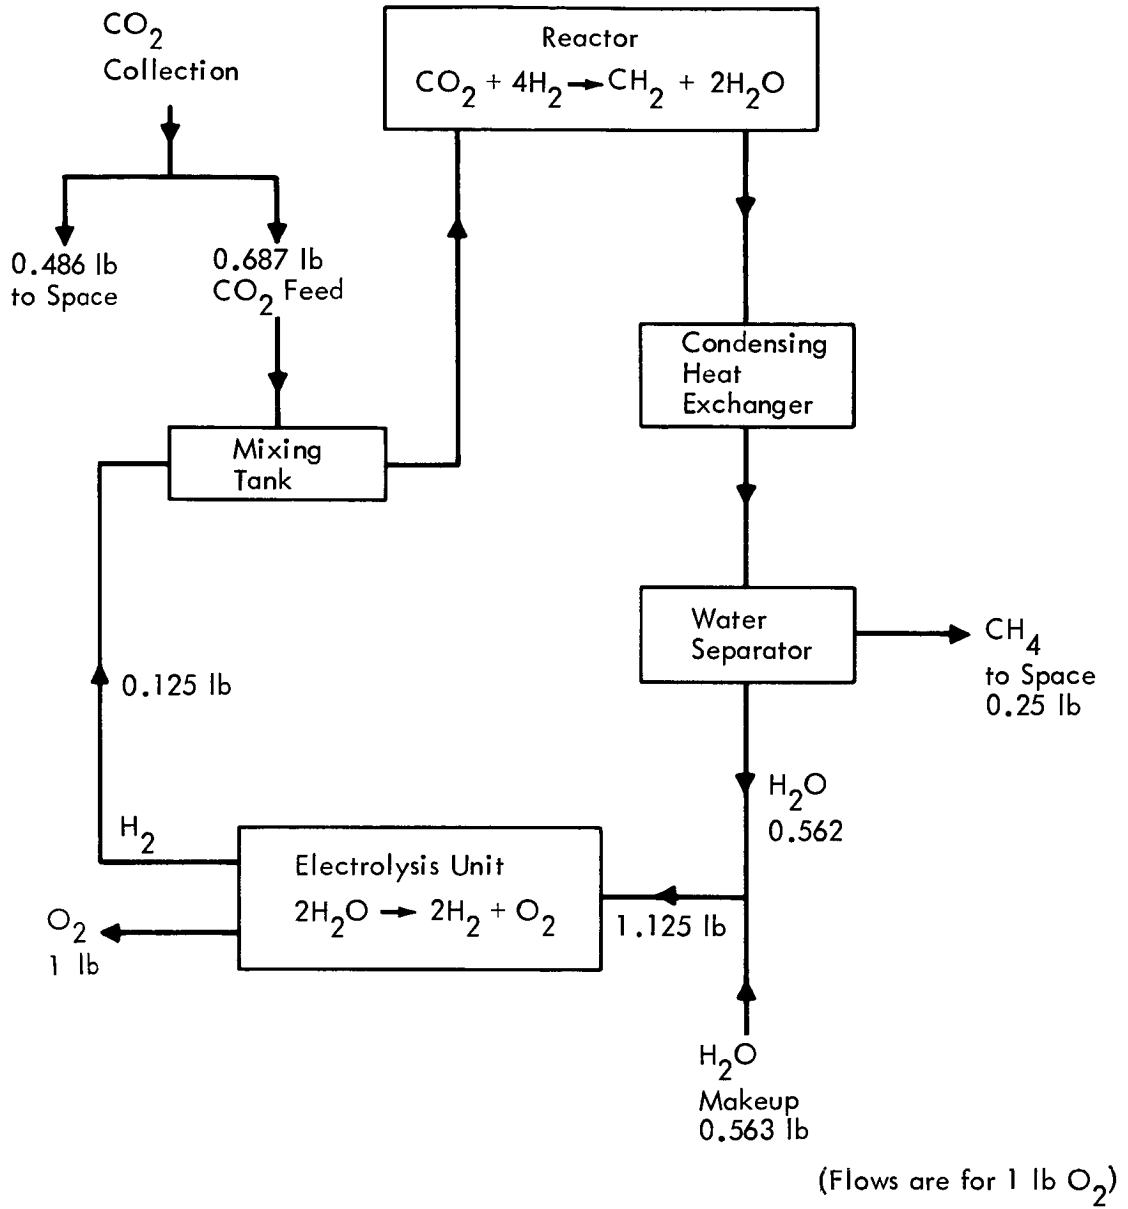 CO₂
Collection
Reactor
CO₂ + 4H₂ → CH₂ + 2H₂O
0.486 lb
to Space
0.687 lb
CO₂ Feed
Condensing
Heat
Exchanger
Mixing
Tank
Water
Separator
CH₄
to Space
0.25 lb
0.125 lb
H₂O
0.562
H₂
Electrolysis Unit
2H₂O → 2H₂ + O₂
O₂
1 lb
1.125 lb
H₂O
Makeup
0.563 lb
(Flows are for 1 lb O₂)